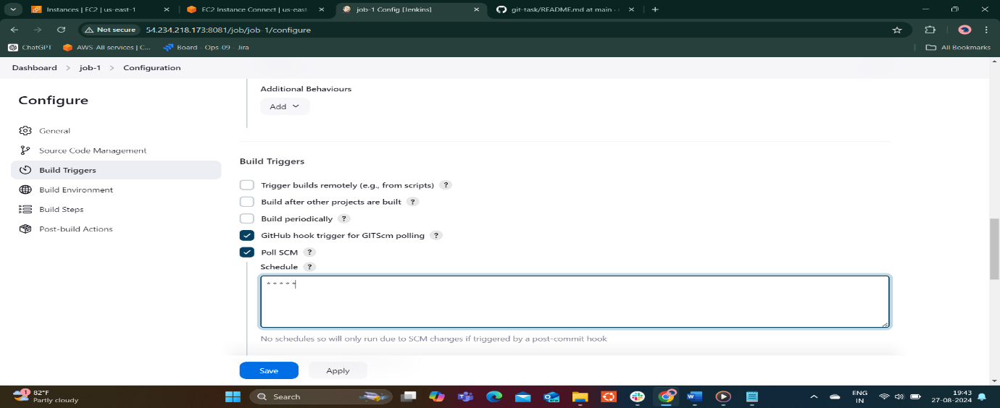 Instances | EC2 | us-east-1
EC2 Instance Connect | us-east-
job-1 Config [Jenkins]
git-task/README.md at main ·
Not secure
54.234.218.173:8081/job/job-1/configure
ChatGPT
AWS-All services | C...
Board - Ops-09 - Jira
All Bookmarks
Dashboard > job-1 > Configuration
Configure
General
Source Code Management
Build Triggers
Build Environment
Build Steps
Post-build Actions
Additional Behaviours
Add
Build Triggers
Trigger builds remotely (e.g., from scripts) ?
Build after other projects are built ?
Build periodically ?
GitHub hook trigger for GITScm polling ?
Poll SCM ?
Schedule ?
* * * * *
No schedules so will only run due to SCM changes if triggered by a post-commit hook
Save
Apply
1
82°F
Partly cloudy
Search
ENG
IN
19:43
27-08-2024